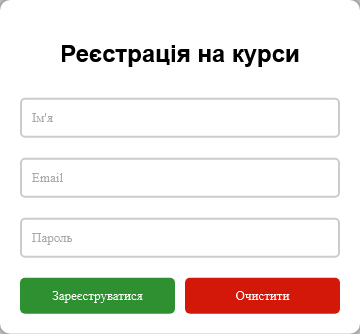 Реєстрація на курси
Ім'я
Email
Пароль
Зареєструватися
Очистити